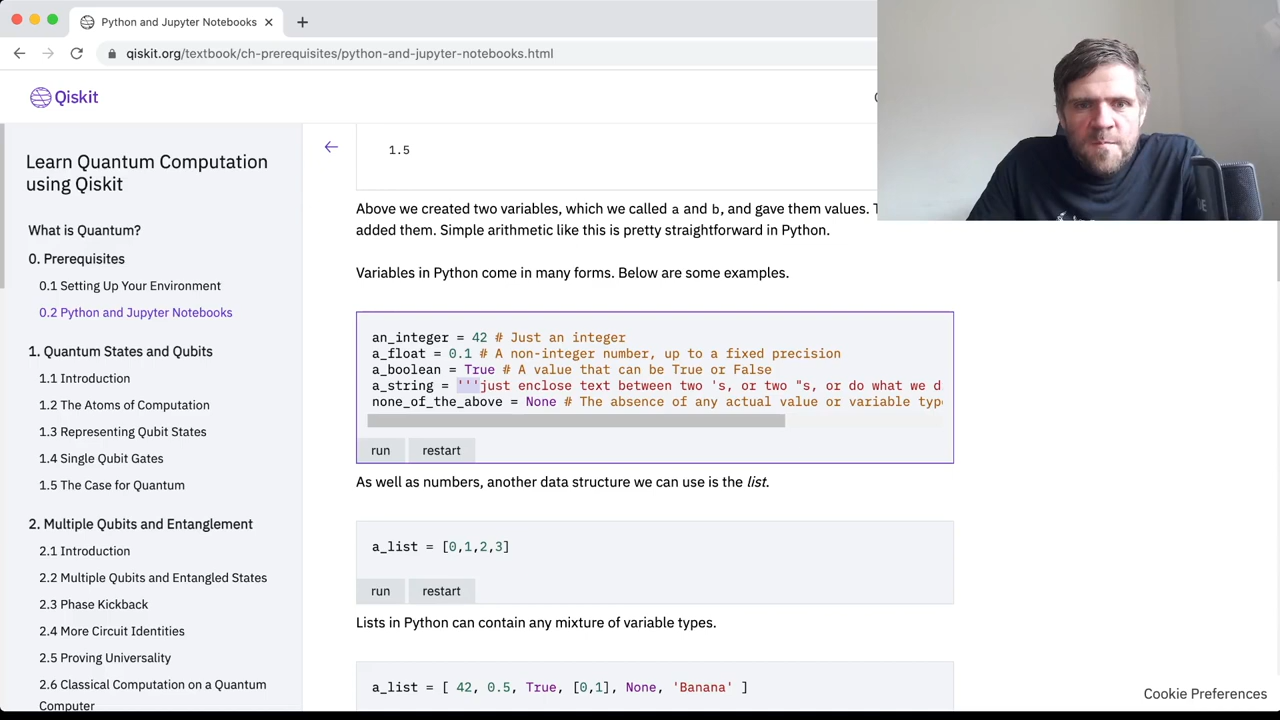 Python and Jupyter Notebooks
qiskit.org/textbook/ch-prerequisites/python-and-jupyter-notebooks.html
Qiskit
Learn Quantum Computation
using Qiskit
What is Quantum?
0. Prerequisites
0.1 Setting Up Your Environment
0.2 Python and Jupyter Notebooks
1. Quantum States and Qubits
1.1 Introduction
1.2 The Atoms of Computation
1.3 Representing Qubit States
1.4 Single Qubit Gates
1.5 The Case for Quantum
2. Multiple Qubits and Entanglement
2.1 Introduction
2.2 Multiple Qubits and Entangled States
2.3 Phase Kickback
2.4 More Circuit Identities
2.5 Proving Universality
2.6 Classical Computation on a Quantum
Computer
1.5
Above we created two variables, which we called a and b, and gave them values.
added them. Simple arithmetic like this is pretty straightforward in Python.
Variables in Python come in many forms. Below are some examples.
an_integer = 42 # Just an integer
a_float = 0.1 # A non-integer number, up to a fixed precision
a_boolean = True # A value that can be True or False
a_string = '''just enclose text between two 's, or two "s, or do what we d
none_of_the_above = None # The absence of any actual value or variable typ
run restart
As well as numbers, another data structure we can use is the list.
a_list = [0,1,2,3]
run restart
Lists in Python can contain any mixture of variable types.
a_list = [ 42, 0.5, True, [0,1], None, 'Banana' ]
Cookie Preferences